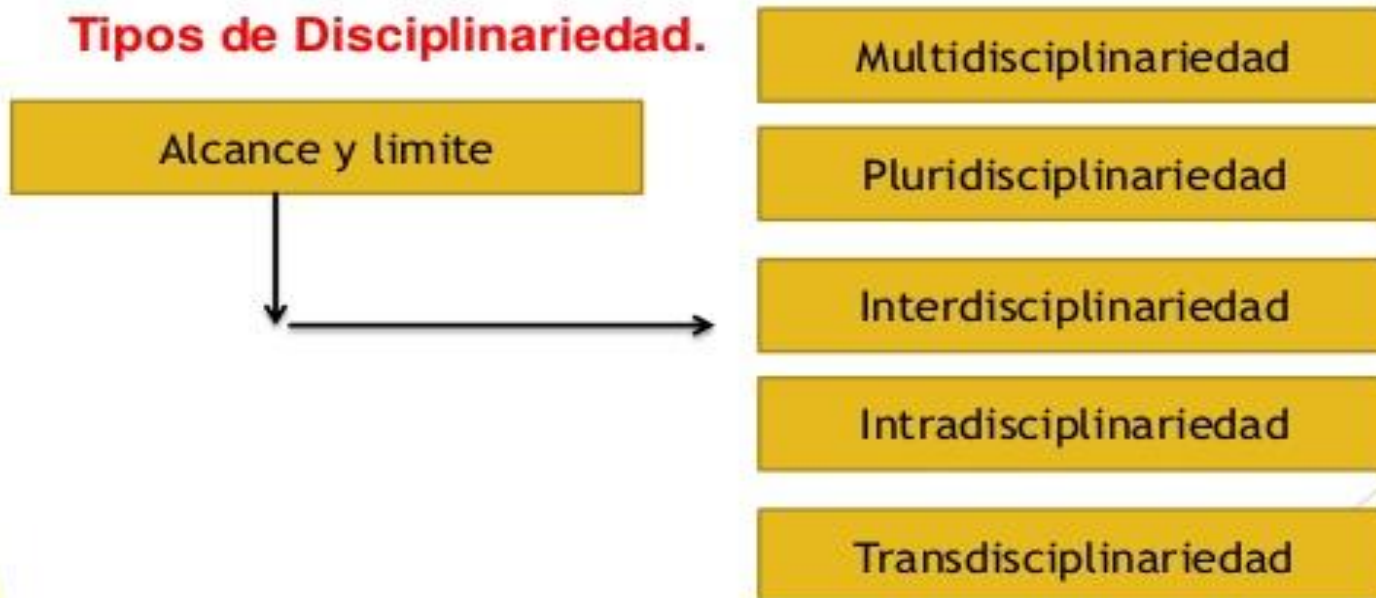 Tipos de Disciplinariedad.
Alcance y limite
Multidisciplinariedad
Pluridisciplinariedad
Interdisciplinariedad
Intradisciplinariedad
Transdisciplinariedad